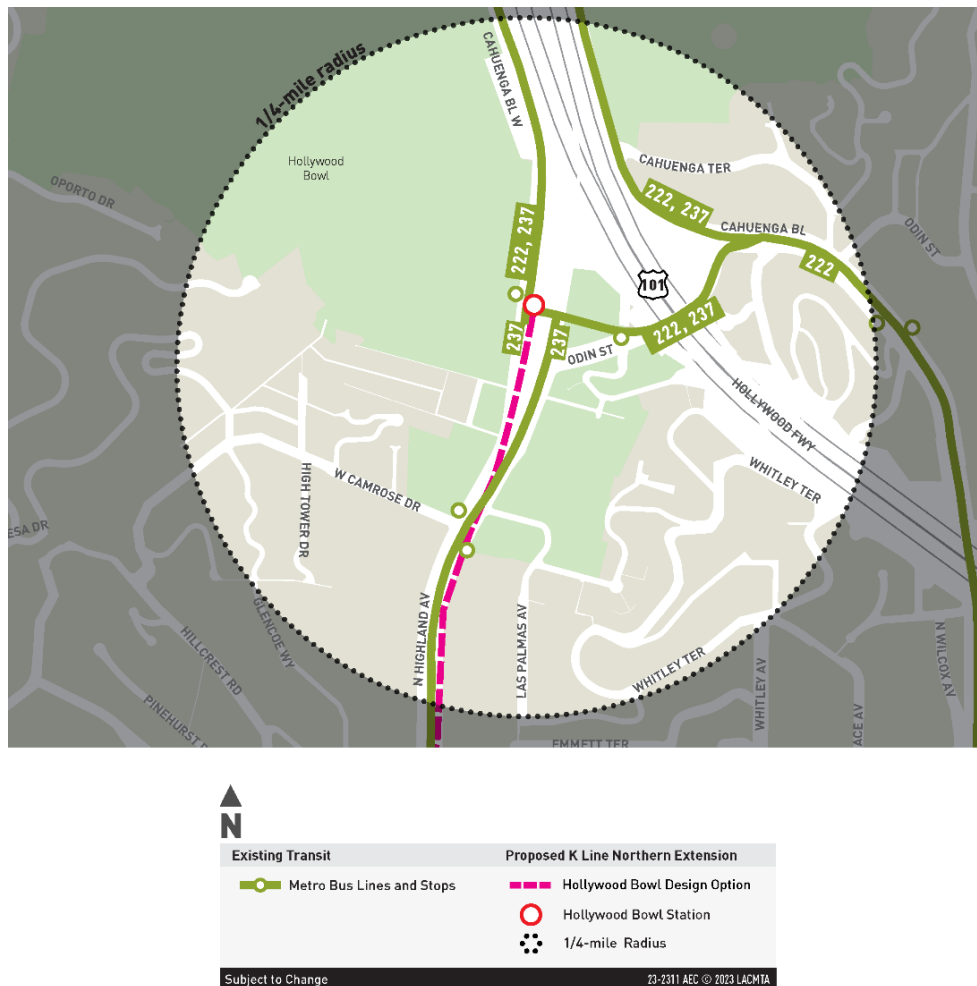 1/4-mile radius
CAHUENGA BL W
Hollywood
Bowl
CAHUENGA TER
OPORTO DR
222, 237
222, 237
CAHUENGA BL
ODIN ST
222
101
237
237
222, 237
ODIN ST
HOLLYWOOD FWY
W CAMROSE DR
HIGH TOWER DR
WHITLEY TER
ESA DR
GLENCOE WY
HILLCREST RD
N HIGHLAND AV
LAS PALMAS AV
WHITLEY TER
WHITLEY AV
N WILCOX AV
PINEHURST R
EMMETT TER
ACE AV
N
Existing Transit
Metro Bus Lines and Stops
Proposed K Line Northern Extension
Hollywood Bowl Design Option
Hollywood Bowl Station
1/4-mile Radius
Subject to Change
23-2311 AEC © 2023 LACMTA